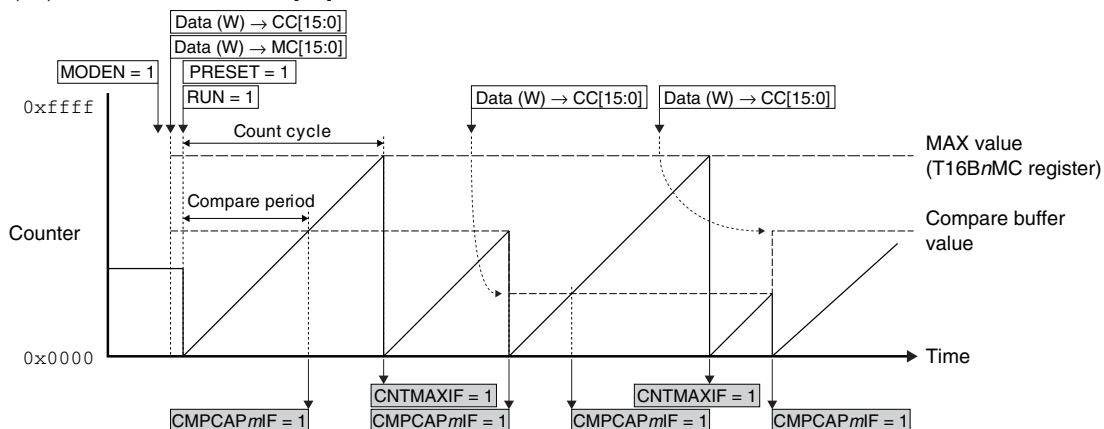 Data (W) → CC[15:0]
Data (W) → MC[15:0]
MODEN = 1
PRESET = 1
RUN = 1
Data (W) → CC[15:0]
Data (W) → CC[15:0]
0xffff
Count cycle
MAX value
(T16BnMC register)
Compare period
Counter
Compare buffer
value
0x0000
Time
CNTMAXIF = 1
CNTMAXIF = 1
CMPCAPmIF = 1
CMPCAPmIF = 1
CMPCAPmIF = 1
CMPCAPmIF = 1